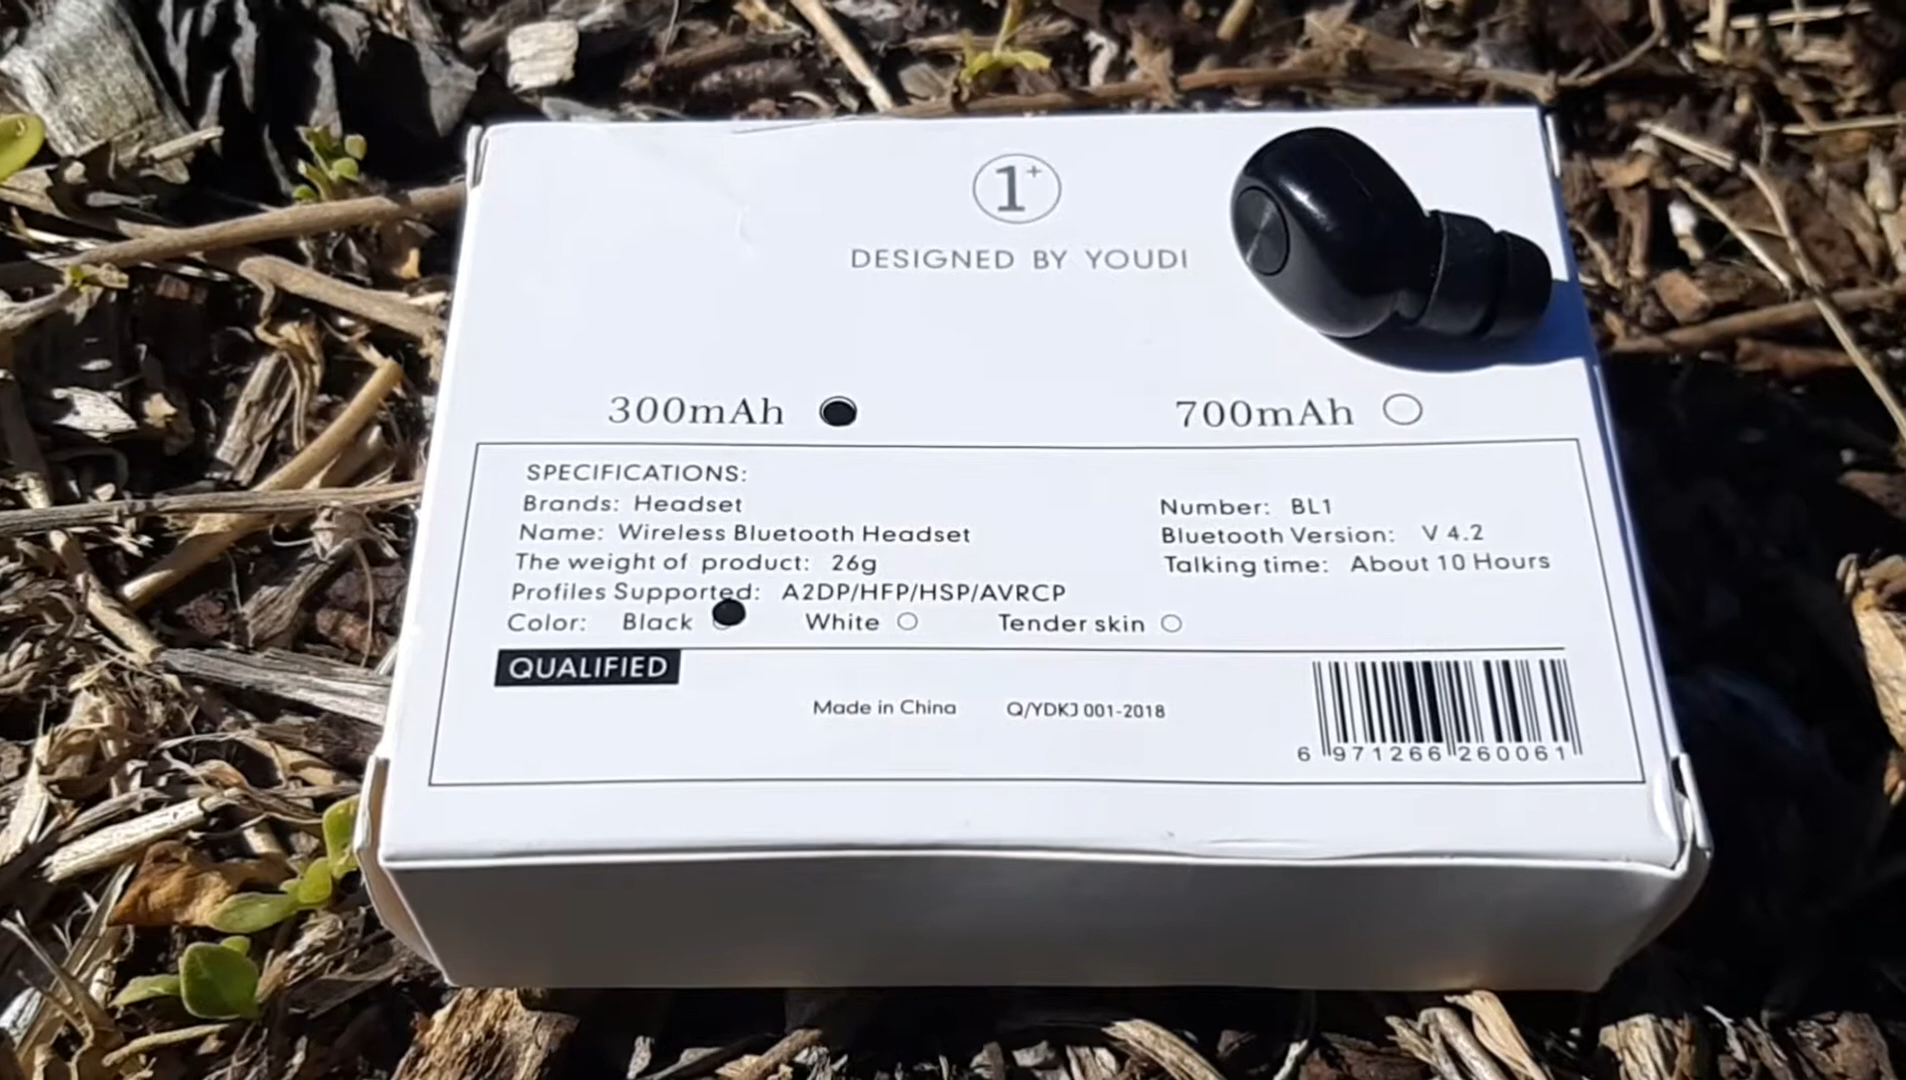 1+
DESIGNED BY YOUDI
300mAh 700mAh
SPECIFICATIONS:
Brands: Headset
Name: Wireless Bluetooth Headset
The weight of product: 26g
Profiles Supported: A2DP/HFP/HSP/AVRCP
Color: Black White Tender skin
Number: BL1
Bluetooth Version: V 4.2
Talking time: About 10 Hours
QUALIFIED
Made in China Q/YDKJ 001-2018
6 971266 260061